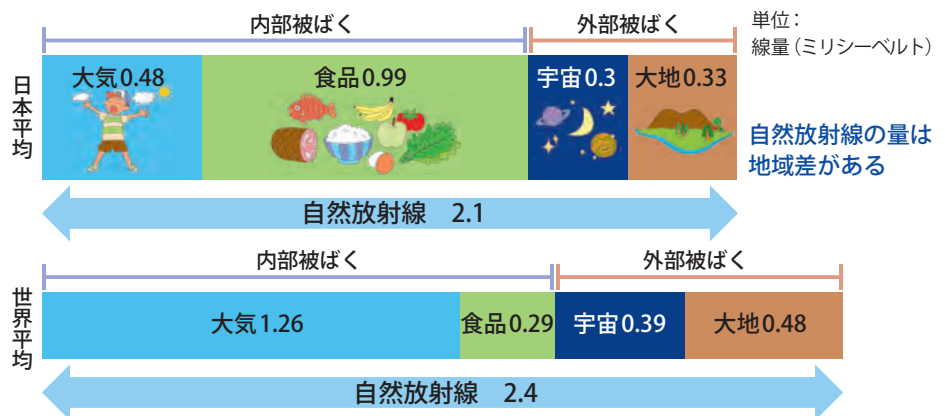 内部被ばく
外部被ばく
単位：
線量（ミリシーベルト）
日本平均
大気0.48
食品0.99
宇宙0.3
大地0.33
自然放射線の量は
地域差がある
自然放射線 2.1
内部被ばく
外部被ばく
世界平均
大気1.26
食品0.29
宇宙0.39
大地0.48
自然放射線 2.4